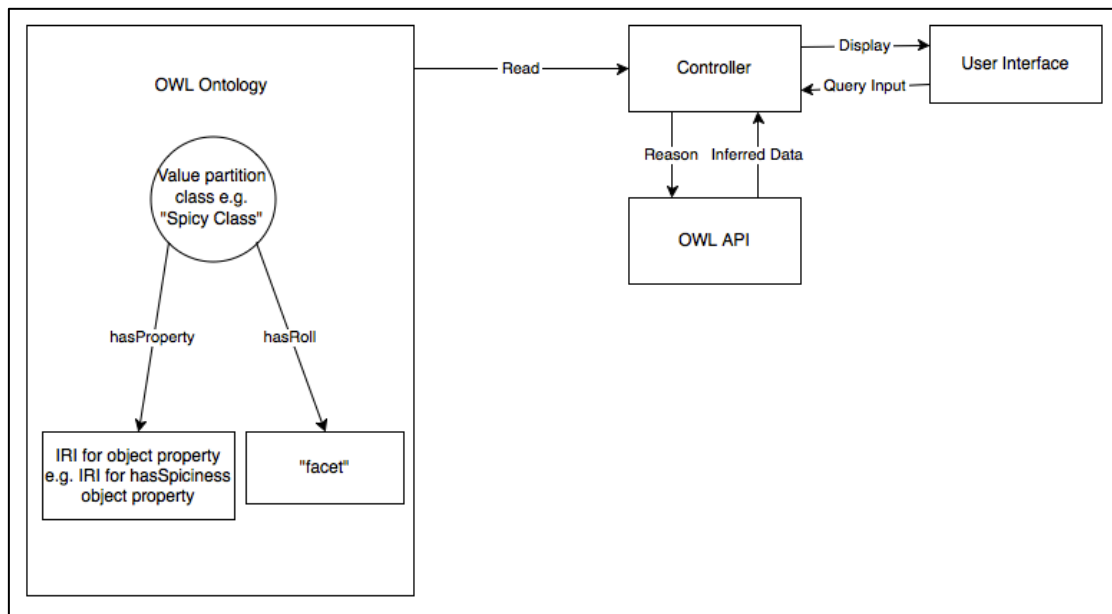 OWL Ontology
Value partition
class e.g.
"Spicy Class"
hasProperty
hasRoll
IRI for object property
e.g. IRI for hasSpiciness
object property
"facet"
Read
Controller
Display
Query Input
User Interface
Reason
Inferred Data
OWL API